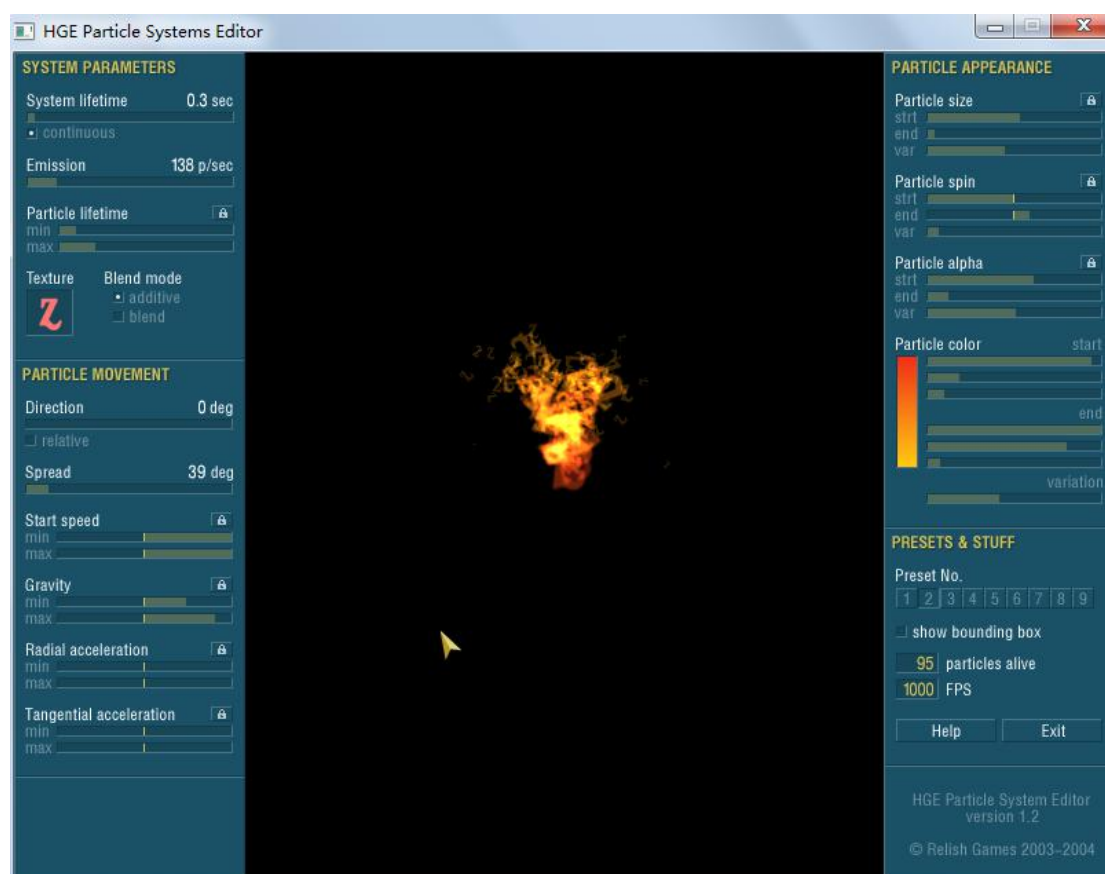 HGE Particle Systems Editor
SYSTEM PARAMETERS
System lifetime 0.3 sec
continuous
Emission 138 p/sec
Particle lifetime
min
max
Texture Blend mode
Z
additive
blend
PARTICLE MOVEMENT
Direction 0 deg
relative
Spread 39 deg
Start speed
min
max
Gravity
min
max
Radial acceleration
min
max
Tangential acceleration
min
max
PARTICLE APPEARANCE
Particle size
strt
end
var
Particle spin
strt
end
var
Particle alpha
strt
end
var
Particle color start
end
variation
PRESETS & STUFF
Preset No.
1 2 3 4 5 6 7 8 9
show bounding box
95 particles alive
1000 FPS
Help Exit
HGE Particle System Editor
version 1.2
© Relish Games 2003-2004